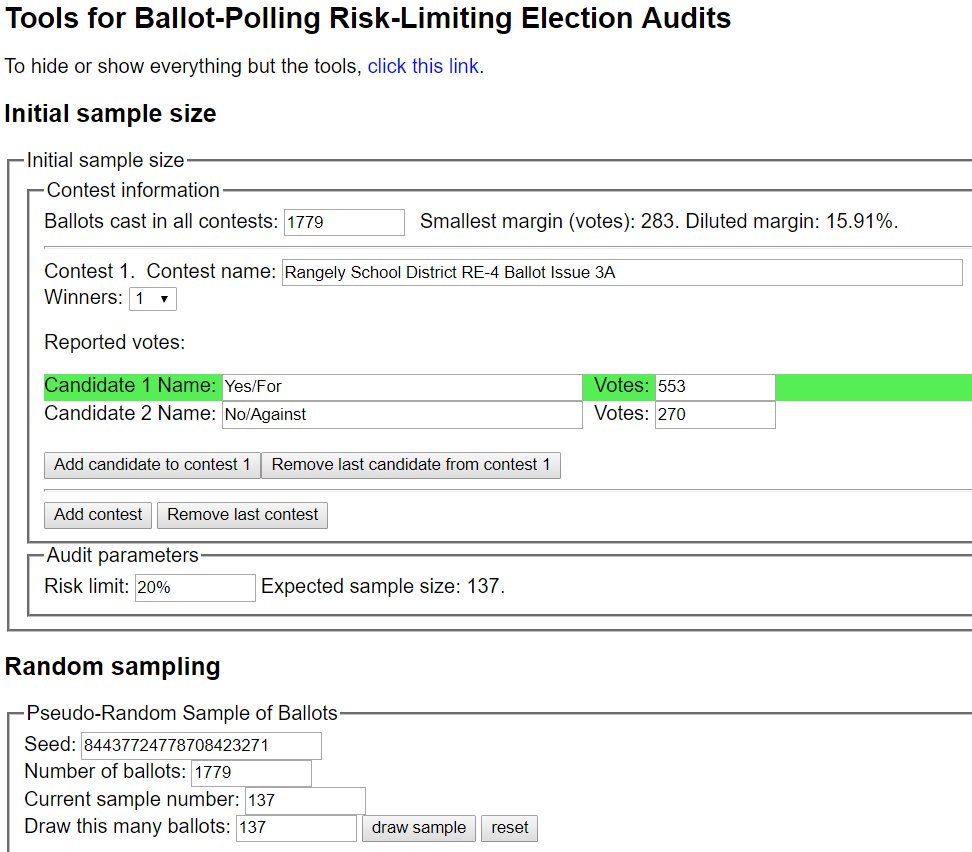 Tools for Ballot-Polling Risk-Limiting Election Audits
To hide or show everything but the tools, click this link.
Initial sample size
Initial sample size
Contest information
Ballots cast in all contests: 1779 Smallest margin (votes): 283. Diluted margin: 15.91%.
Contest 1. Contest name: Rangely School District RE-4 Ballot Issue 3A
Winners: 1
Reported votes:
Candidate 1 Name: Yes/For Votes: 553
Candidate 2 Name: No/Against Votes: 270
Add candidate to contest 1 Remove last candidate from contest 1
Add contest Remove last contest
Audit parameters
Risk limit: 20% Expected sample size: 137.
Random sampling
Pseudo-Random Sample of Ballots
Seed: 84437724778708423271
Number of ballots: 1779
Current sample number: 137
Draw this many ballots: 137 draw sample reset